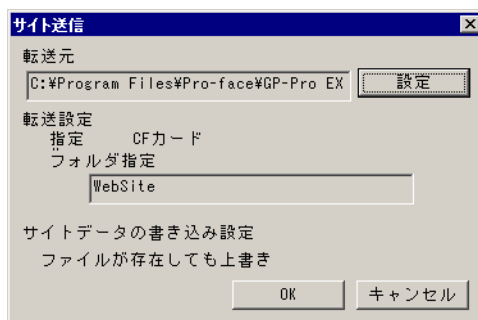 サイト送信
転送元
C:¥Program Files¥Pro-face¥GP-Pro EX
設定
転送設定
指定 CFカード
フォルダ指定
WebSite
サイトデータの書き込み設定
ファイルが存在しても上書き
OK キャンセル